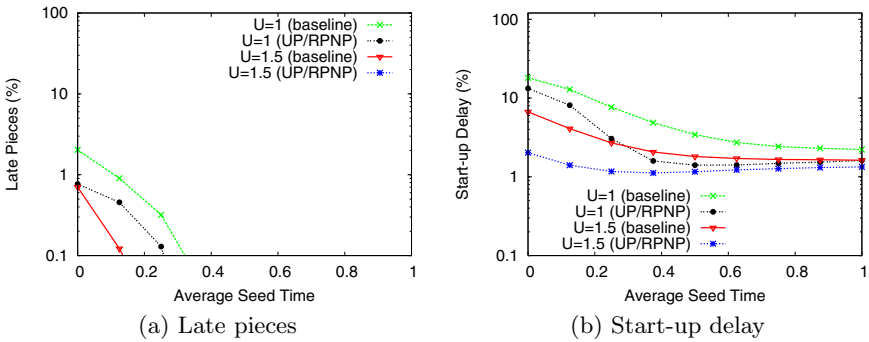 100
10
1
0.1
Late Pieces (%)
U=1 (baseline)
U=1 (UP/RPNP)
U=1.5 (baseline)
U=1.5 (UP/RPNP)
0 0.2 0.4 0.6 0.8 1
Average Seed Time
(a) Late pieces
100
10
1
0.1
Start-up Delay (%)
U=1 (baseline)
U=1 (UP/RPNP)
U=1.5 (baseline)
U=1.5 (UP/RPNP)
0 0.2 0.4 0.6 0.8 1
Average Seed Time
(b) Start-up delay